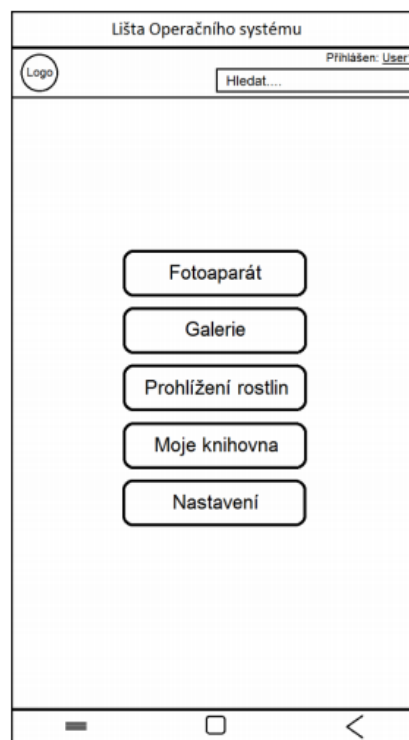 Lišta Operačního systému
Přihlášen: User
Logo
Hledat....
Fotoaparát
Galerie
Prohlížení rostlin
Moje knihovna
Nastavení